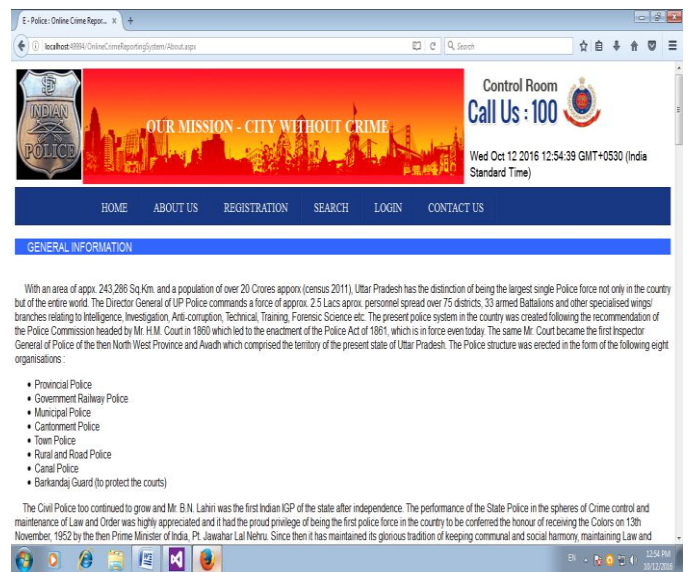 E - Police : Online Crime Repor... x +
localhost:49994/OnlineCrimeReportingSystem/About.aspx
Search
INDIAN
POLICE
OUR MISSION - CITY WITHOUT CRIME
Control Room
Call Us : 100
Wed Oct 12 2016 12:54:39 GMT+0530 (India
Standard Time)
HOME ABOUT US REGISTRATION SEARCH LOGIN CONTACT US
GENERAL INFORMATION
With an area of appx. 243,286 Sq.Km. and a population of over 20 Crores apporx (census 2011), Uttar Pradesh has the distinction of being the largest single Police force not only in the country
but of the entire world. The Director General of UP Police commands a force of approx. 2.5 Lacs aprox. personnel spread over 75 districts, 33 armed Battalions and other specialised wings/
branches relating to Intelligence, Investigation, Anti-corruption, Technical, Training, Forensic Science etc. The present police system in the country was created following the recommendation of
the Police Commission headed by Mr. H.M. Court in 1860 which led to the enactment of the Police Act of 1861, which is in force even today. The same Mr. Court became the first Inspector
General of Police of the then North West Province and Avadh which comprised the territory of the present state of Uttar Pradesh. The Police structure was erected in the form of the following eight
organisations :
• Provincial Police
• Government Railway Police
• Municipal Police
• Cantonment Police
• Town Police
• Rural and Road Police
• Canal Police
• Barkandaj Guard (to protect the courts)
The Civil Police too continued to grow and Mr. B.N. Lahiri was the first Indian IGP of the state after independence. The performance of the State Police in the spheres of Crime control and
maintenance of Law and Order was highly appreciated and it had the proud privilege of being the first police force in the country to be conferred the honour of receiving the Colors on 13th
November, 1952 by the then Prime Minister of India, Pt. Jawahar Lal Nehru. Since then it has maintained its glorious tradition of keeping communal and social harmony, maintaining Law and
EN 12:54 PM
10/12/2016